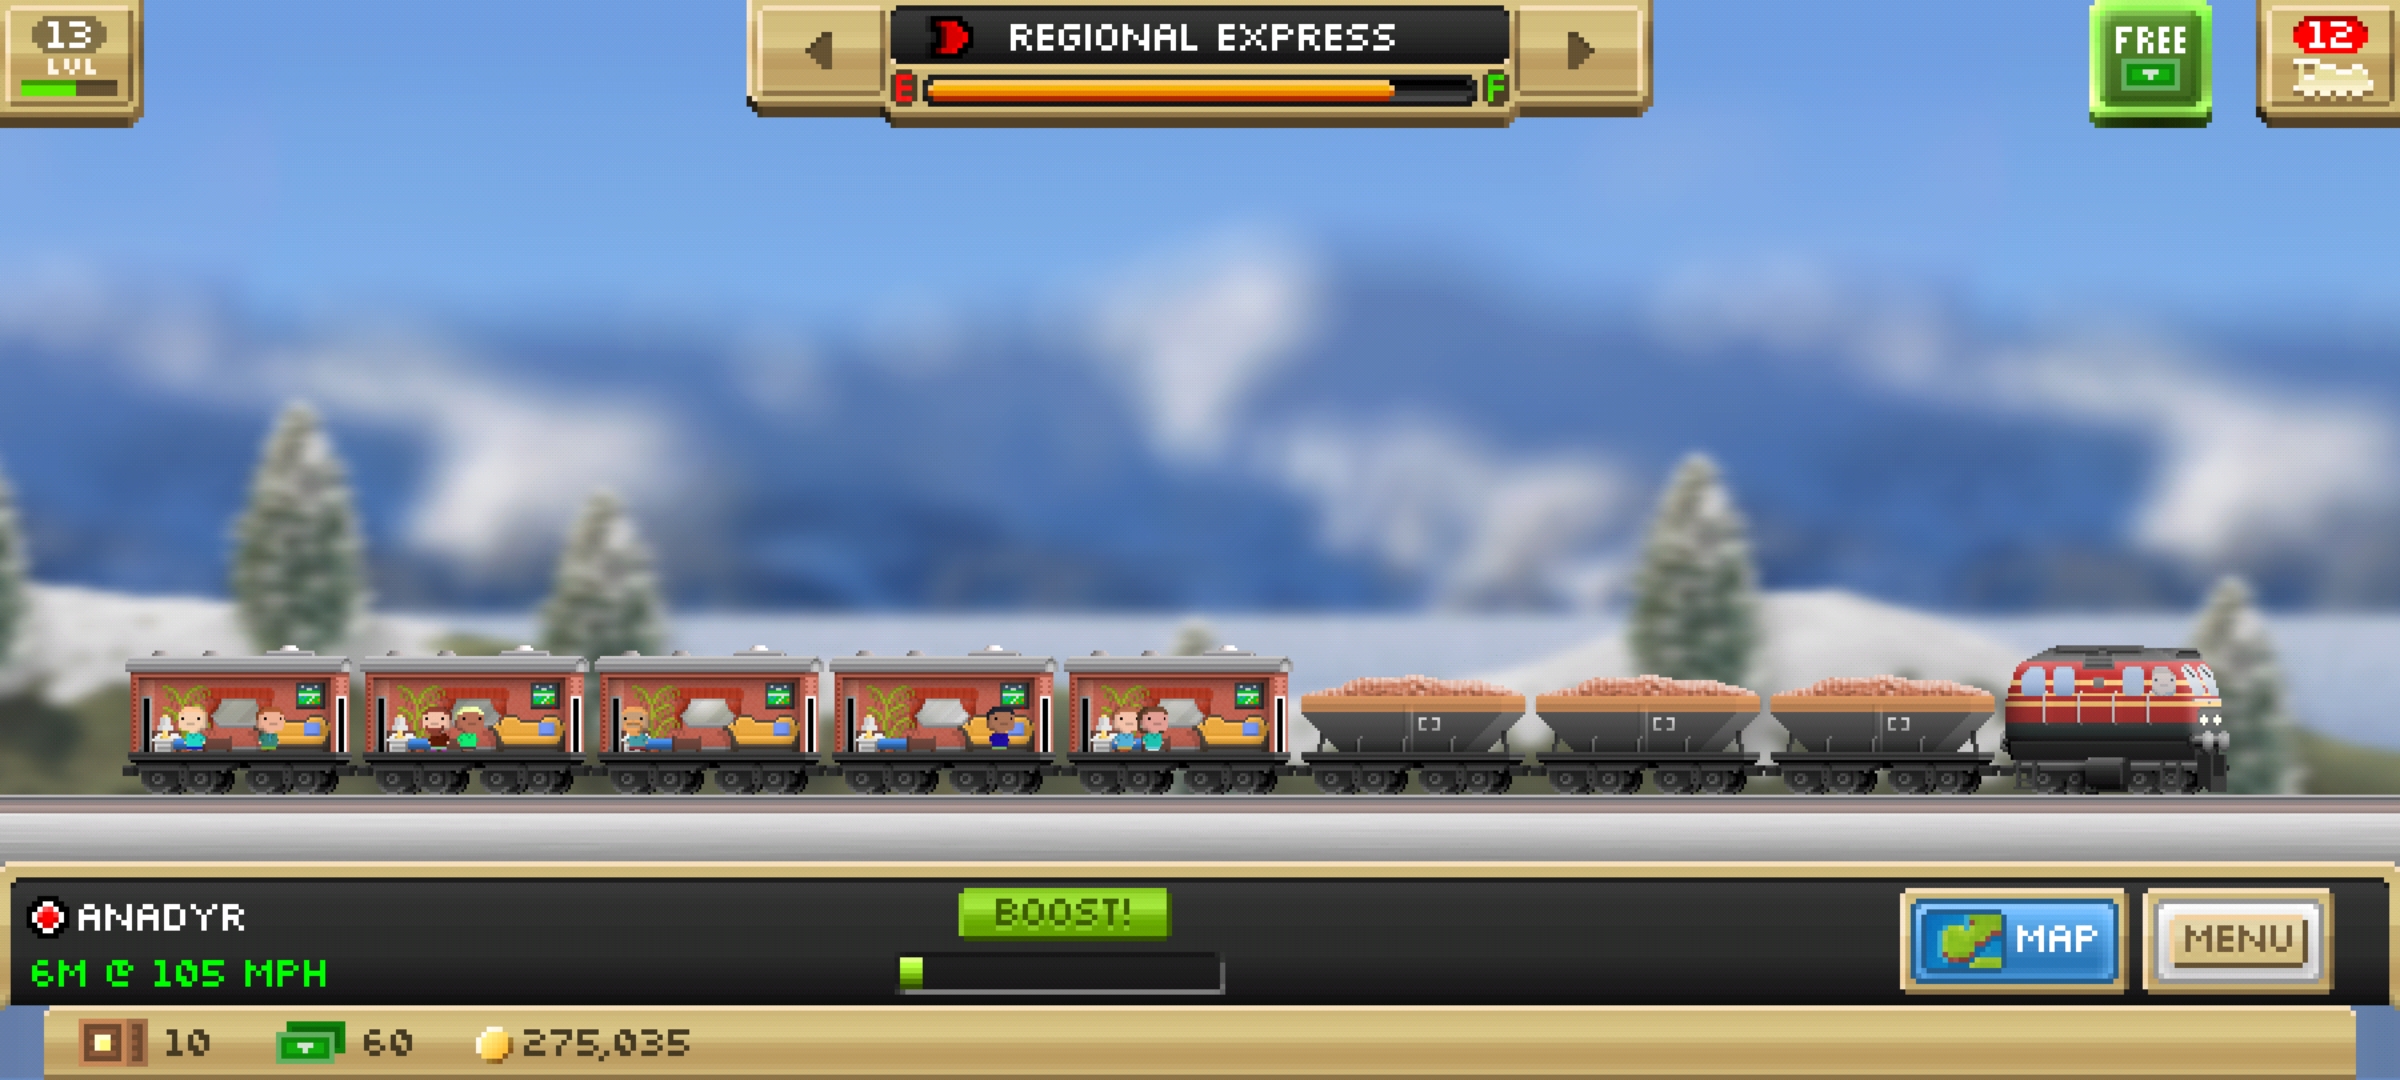 13
LVL
REGIONAL EXPRESS
E F
FREE
12
ANADYR
6M @ 105 MPH
BOOST!
MAP
MENU
10
60
275,035